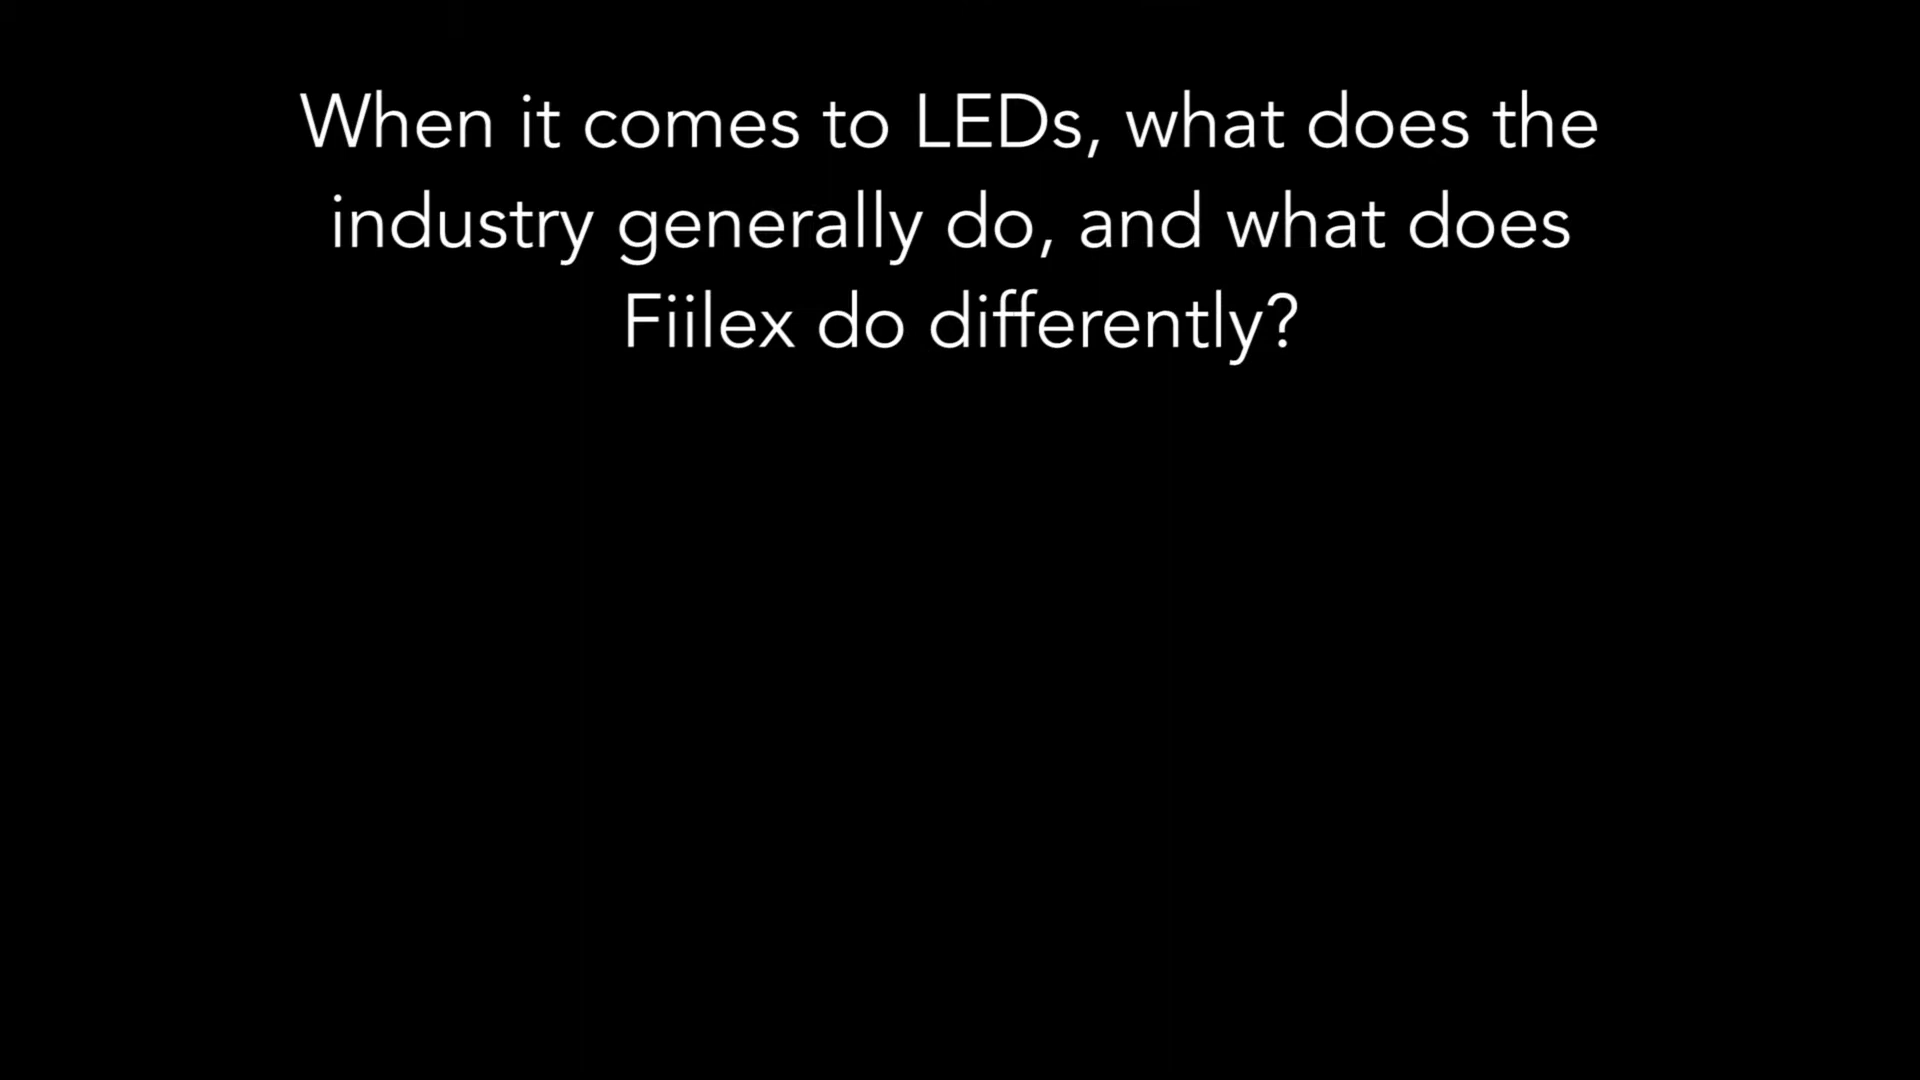 When it comes to LEDs, what does the
industry generally do, and what does
Fiilex do differently?